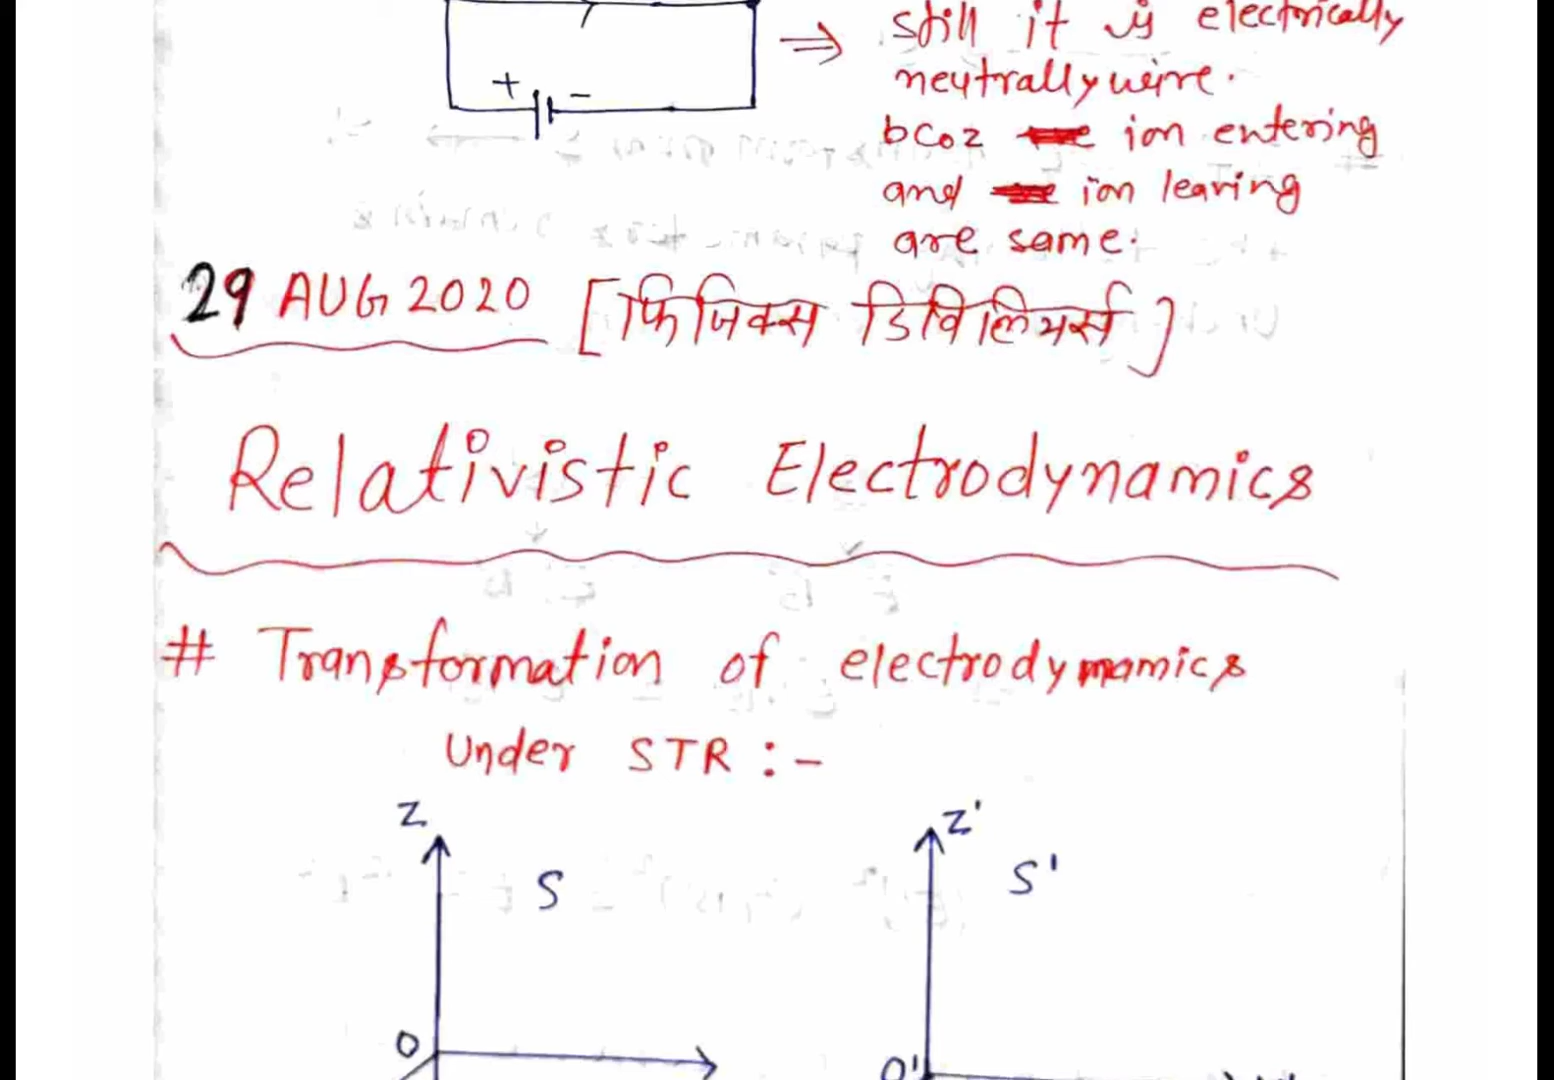 still it is electrically
neutrally weire.
+ -
bcoz ion entering
and ion leaving
are same.
29 AUG 2020 [फिजिक्स डिविलियर्स]
Relativistic Electrodynamics
# Transformation of electrodynamics
Under STR :-
Z Z'
S S'
O O'